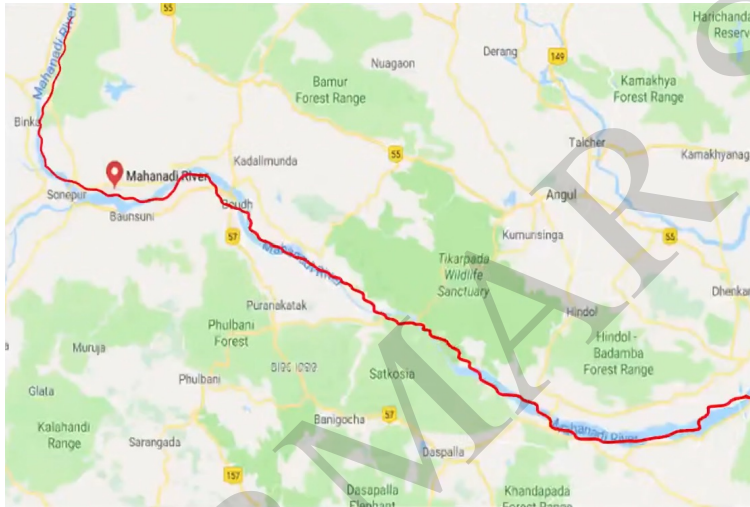 55
Harichanda
Reserv
Nuagaon
Derang
149
Mahanadi River
Bamur
Forest Range
Kamakhya
Forest Range
Binka
Talcher
Kamakhyanag
Kadalimunda
55
Mahanadi River
Sonepur
Angul
Baunsuni
Boudh
57
Kumunsinga
55
Mahanadi River
Tikarpada
Wildlife
Sanctuary
Dhenkan
Puranakatak
Hindol
Phulbani
Forest
Hindol -
Badamba
Forest Range
Muruja
Satkosia
Phulbani
Glata
Banigocha
57
Kalahandi
Range
Mahanadi River
Sarangada
Daspalla
157
Dasapalla
Elephant
Khandapada
Forest Range